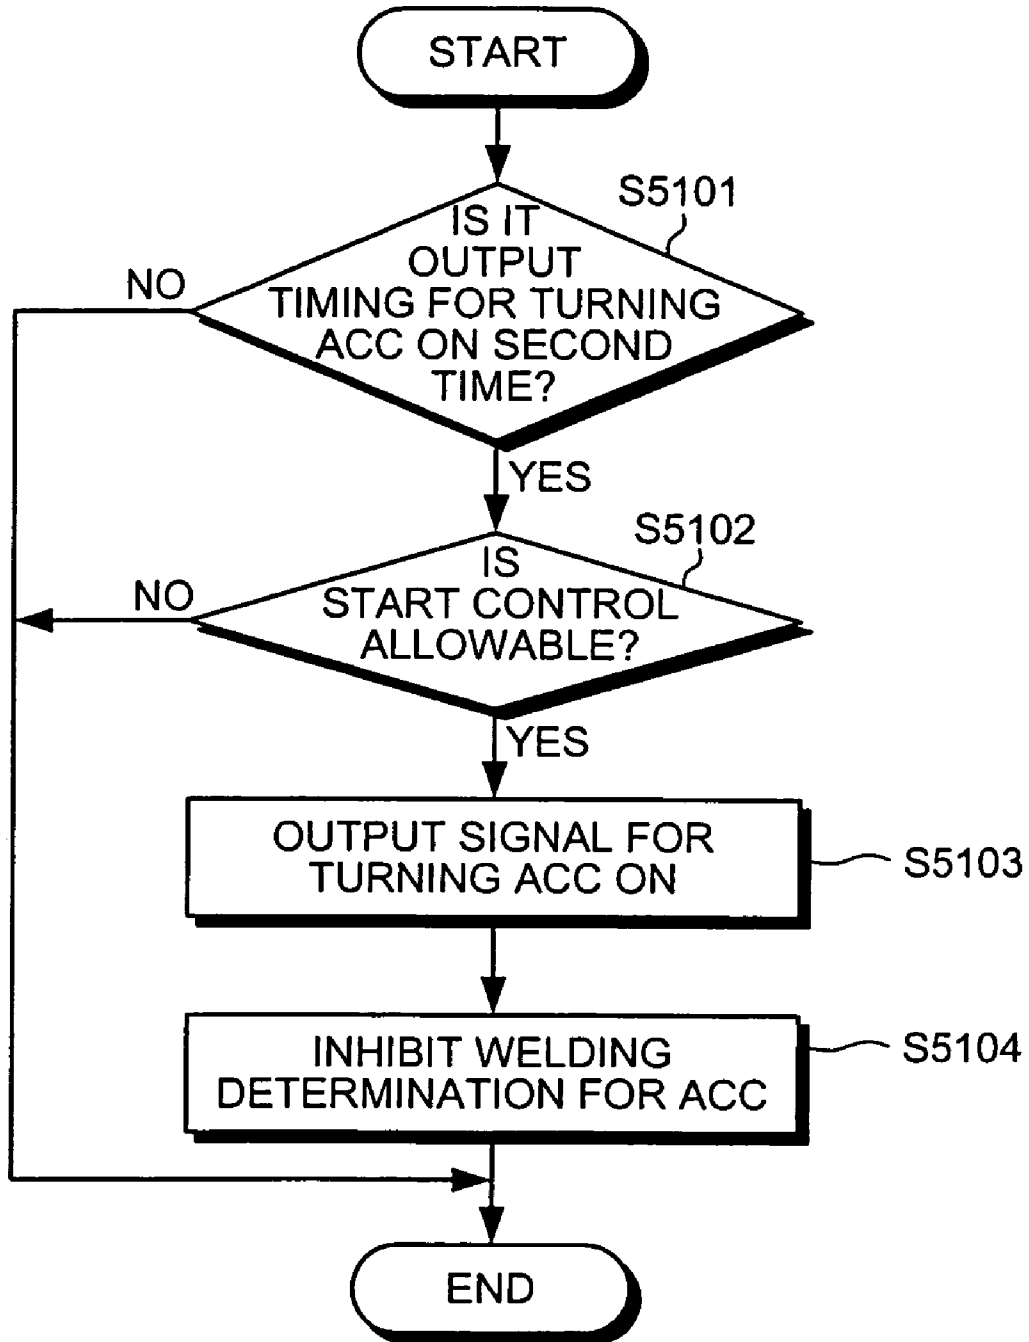 START
S5101
IS IT
OUTPUT
TIMING FOR TURNING
ACC ON SECOND
TIME?
NO
YES
S5102
IS
START CONTROL
ALLOWABLE?
NO
YES
OUTPUT SIGNAL FOR
TURNING ACC ON
S5103
INHIBIT WELDING
DETERMINATION FOR ACC
S5104
END